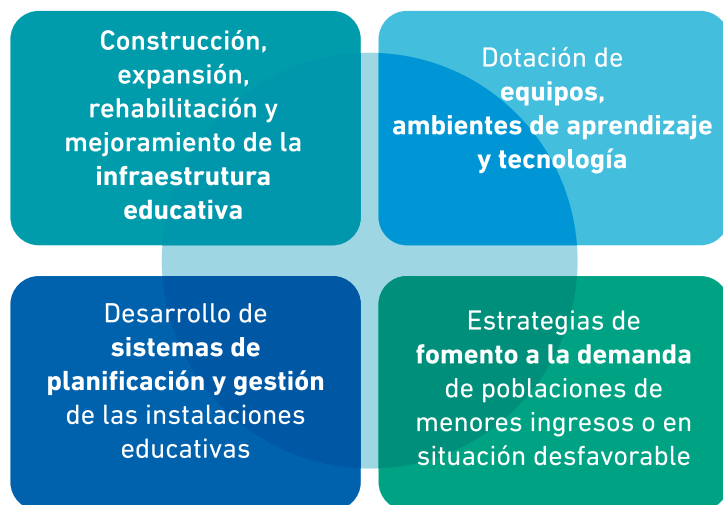 Construcción,
expansión,
rehabilitación y
mejoramiento de la
infraestrutura
educativa
Dotación de
equipos,
ambientes de aprendizaje
y tecnología
Desarrollo de
sistemas de
planificación y gestión
de las instalaciones
educativas
Estrategias de
fomento a la demanda
de poblaciones de
menores ingresos o en
situación desfavorable